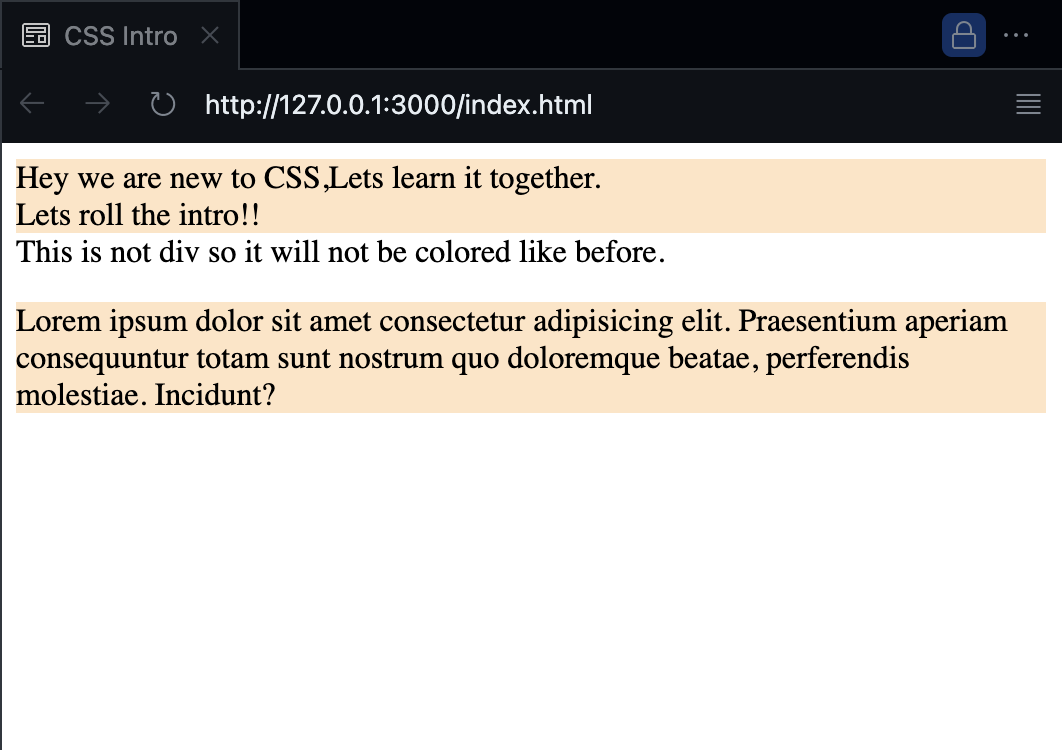 CSS Intro
http://127.0.0.1:3000/index.html
Hey we are new to CSS,Lets learn it together.
Lets roll the intro!!
This is not div so it will not be colored like before.
Lorem ipsum dolor sit amet consectetur adipisicing elit. Praesentium aperiam
consequuntur totam sunt nostrum quo doloremque beatae, perferendis
molestiae. Incidunt?